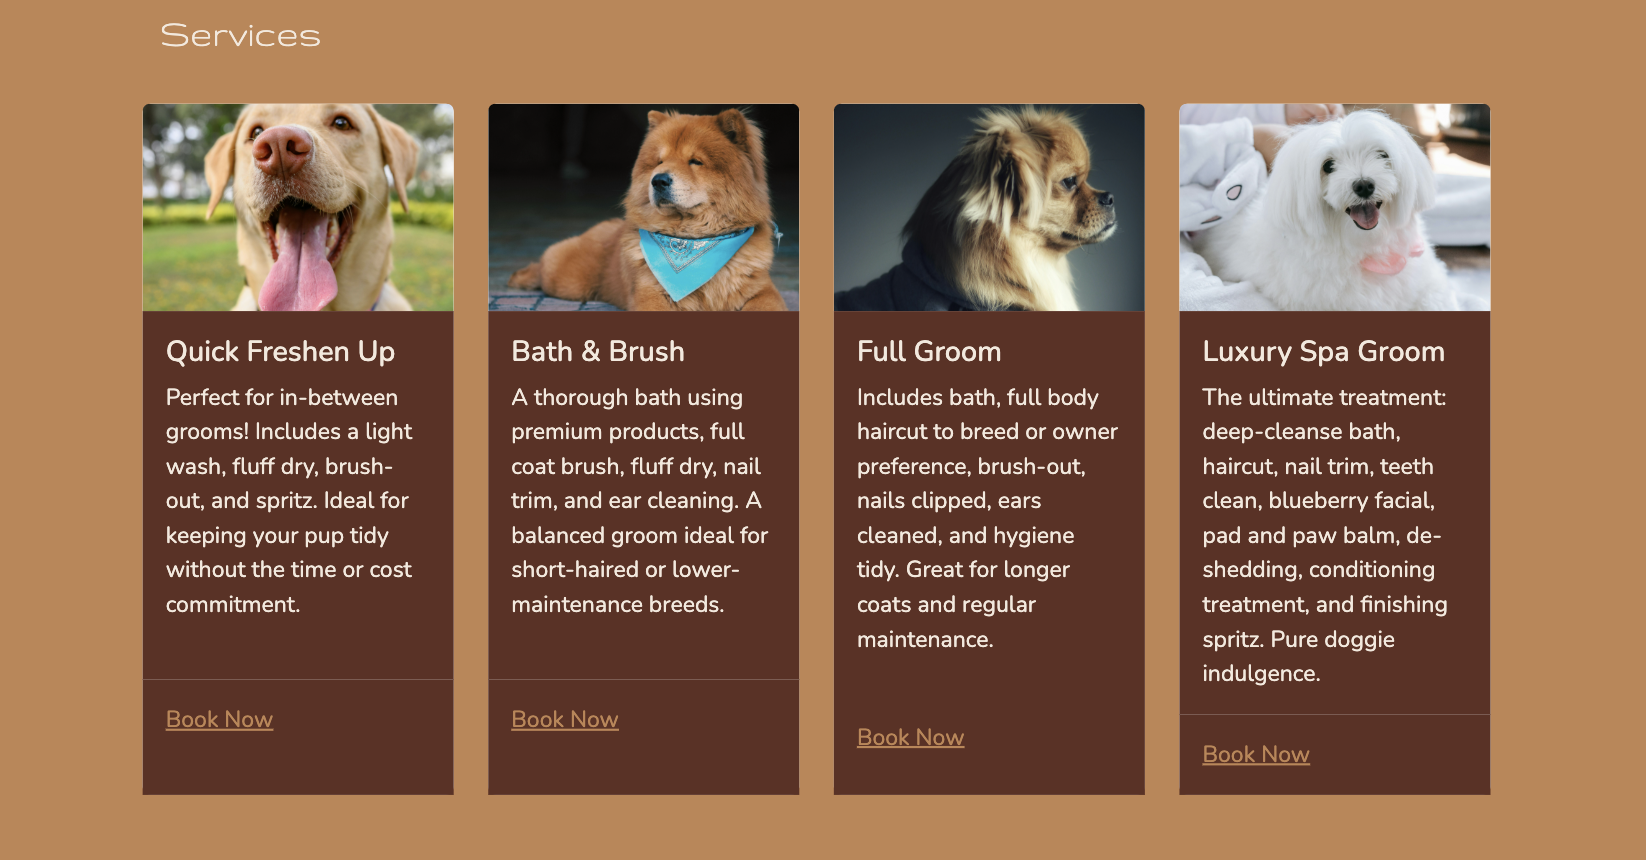 Services
Quick Freshen Up
Perfect for in-between
grooms! Includes a light
wash, fluff dry, brush-
out, and spritz. Ideal for
keeping your pup tidy
without the time or cost
commitment.
Book Now
Bath & Brush
A thorough bath using
premium products, full
coat brush, fluff dry, nail
trim, and ear cleaning. A
balanced groom ideal for
short-haired or lower-
maintenance breeds.
Book Now
Full Groom
Includes bath, full body
haircut to breed or owner
preference, brush-out,
nails clipped, ears
cleaned, and hygiene
tidy. Great for longer
coats and regular
maintenance.
Book Now
Luxury Spa Groom
The ultimate treatment:
deep-cleanse bath,
haircut, nail trim, teeth
clean, blueberry facial,
pad and paw balm, de-
shedding, conditioning
treatment, and finishing
spritz. Pure doggie
indulgence.
Book Now